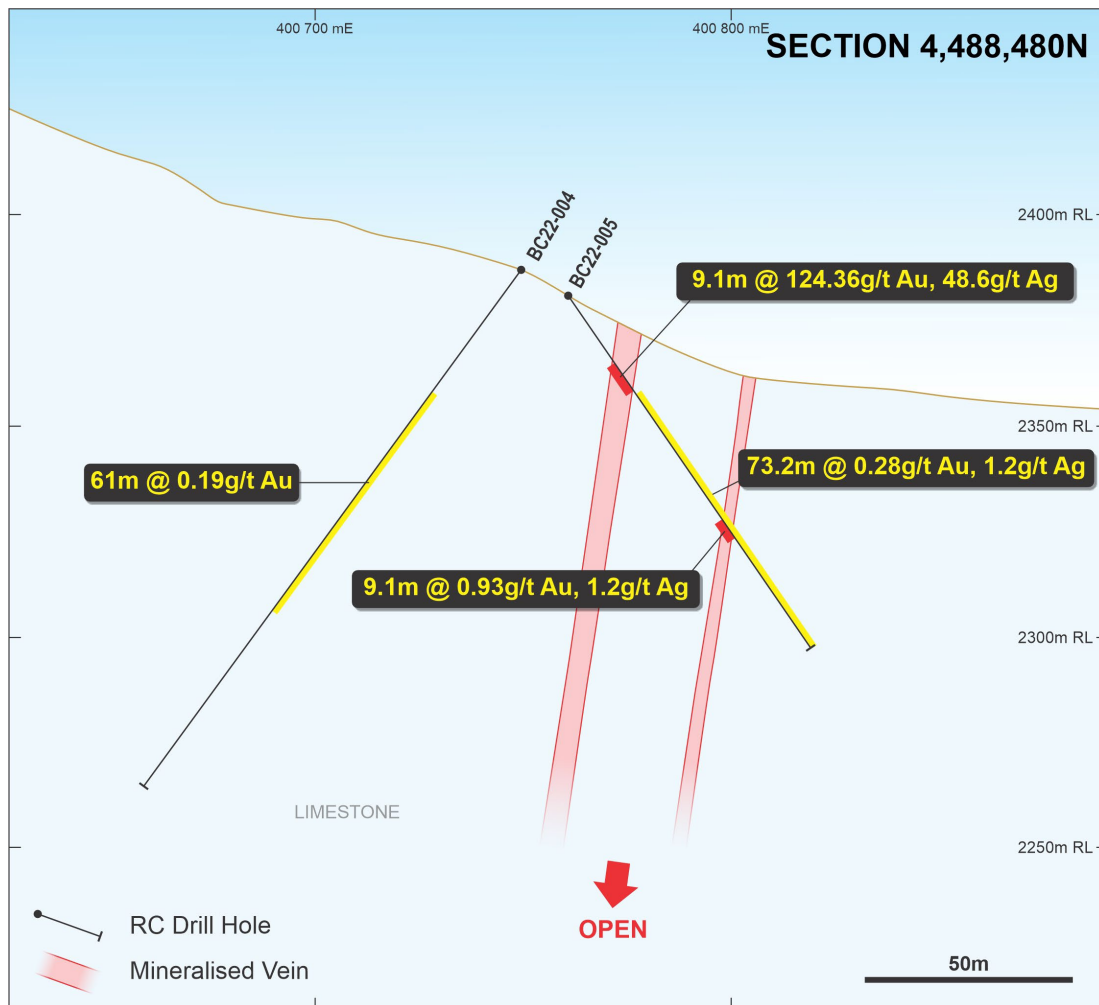 400 700 mE
400 800 mE
SECTION 4,488,480N
2400m RL
BC22-004
BC22-005
9.1m @ 124.36g/t Au, 48.6g/t Ag
2350m RL
61m @ 0.19g/t Au
73.2m @ 0.28g/t Au, 1.2g/t Ag
9.1m @ 0.93g/t Au, 1.2g/t Ag
2300m RL
LIMESTONE
2250m RL
OPEN
RC Drill Hole
Mineralised Vein
50m